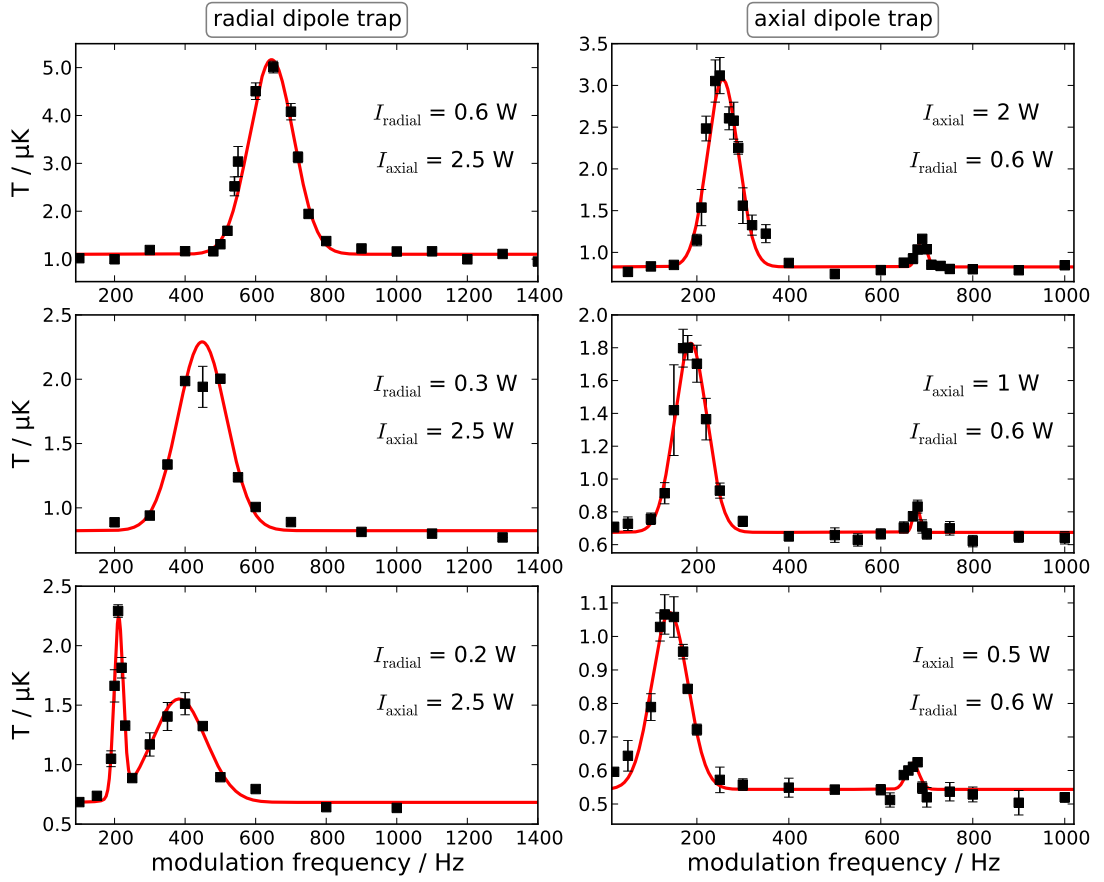 radial dipole trap
axial dipole trap
T / µK
5.0
4.0
3.0
2.0
1.0
I_radial = 0.6 W
I_axial = 2.5 W
200 400 600 800 1000 1200 1400
3.5
3.0
2.5
2.0
1.5
1.0
I_axial = 2 W
I_radial = 0.6 W
200 400 600 800 1000
T / µK
2.5
2.0
1.5
1.0
I_radial = 0.3 W
I_axial = 2.5 W
200 400 600 800 1000 1200 1400
2.0
1.8
1.6
1.4
1.2
1.0
0.8
0.6
I_axial = 1 W
I_radial = 0.6 W
200 400 600 800 1000
T / µK
2.5
2.0
1.5
1.0
0.5
I_radial = 0.2 W
I_axial = 2.5 W
200 400 600 800 1000 1200 1400
modulation frequency / Hz
1.1
1.0
0.9
0.8
0.7
0.6
0.5
I_axial = 0.5 W
I_radial = 0.6 W
200 400 600 800 1000
modulation frequency / Hz